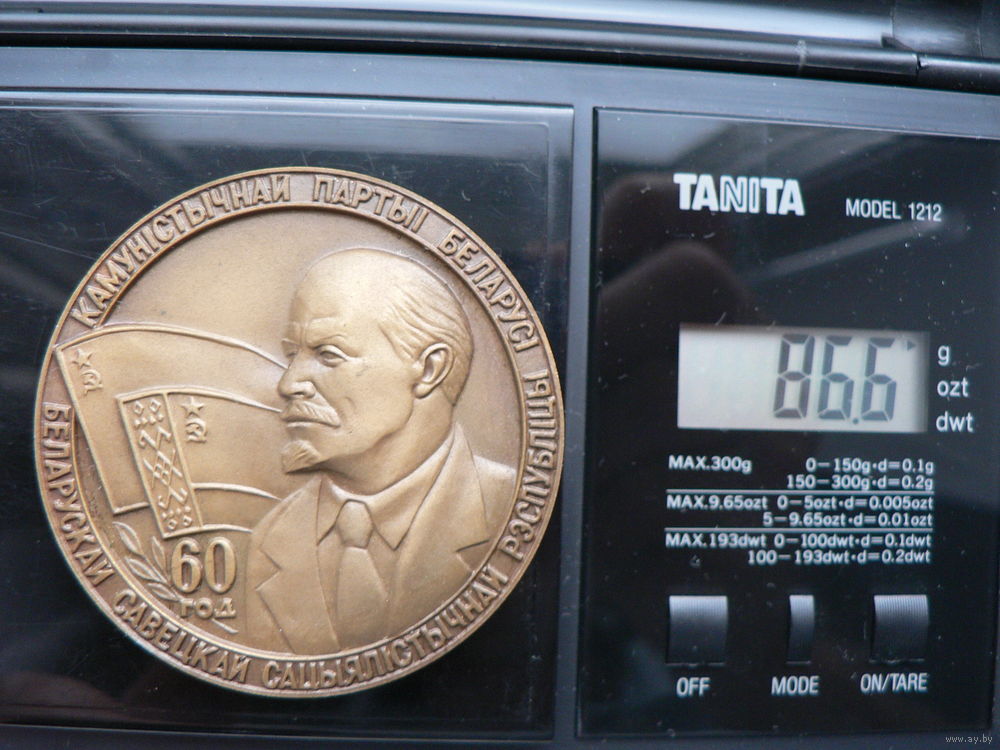 КАМУНІСТЫЧНАЙ ПАРТЫІ БЕЛАРУСІ
БЕЛАРУСКАЙ САВЕЦКАЙ САЦЫЯЛІСТЫЧНАЙ РЭСПУБЛІЦЫ
60
ГОД
TANITA
MODEL 1212
86.6
g
ozt
dwt
MAX.300g 0-150g·d=0.1g
150-300g·d=0.2g
MAX.9.65ozt 0-5ozt·d=0.005ozt
5-9.65ozt·d=0.01ozt
MAX.193dwt 0-100dwt·d=0.1dwt
100-193dwt·d=0.2dwt
OFF MODE ON/TARE
www.ay.by